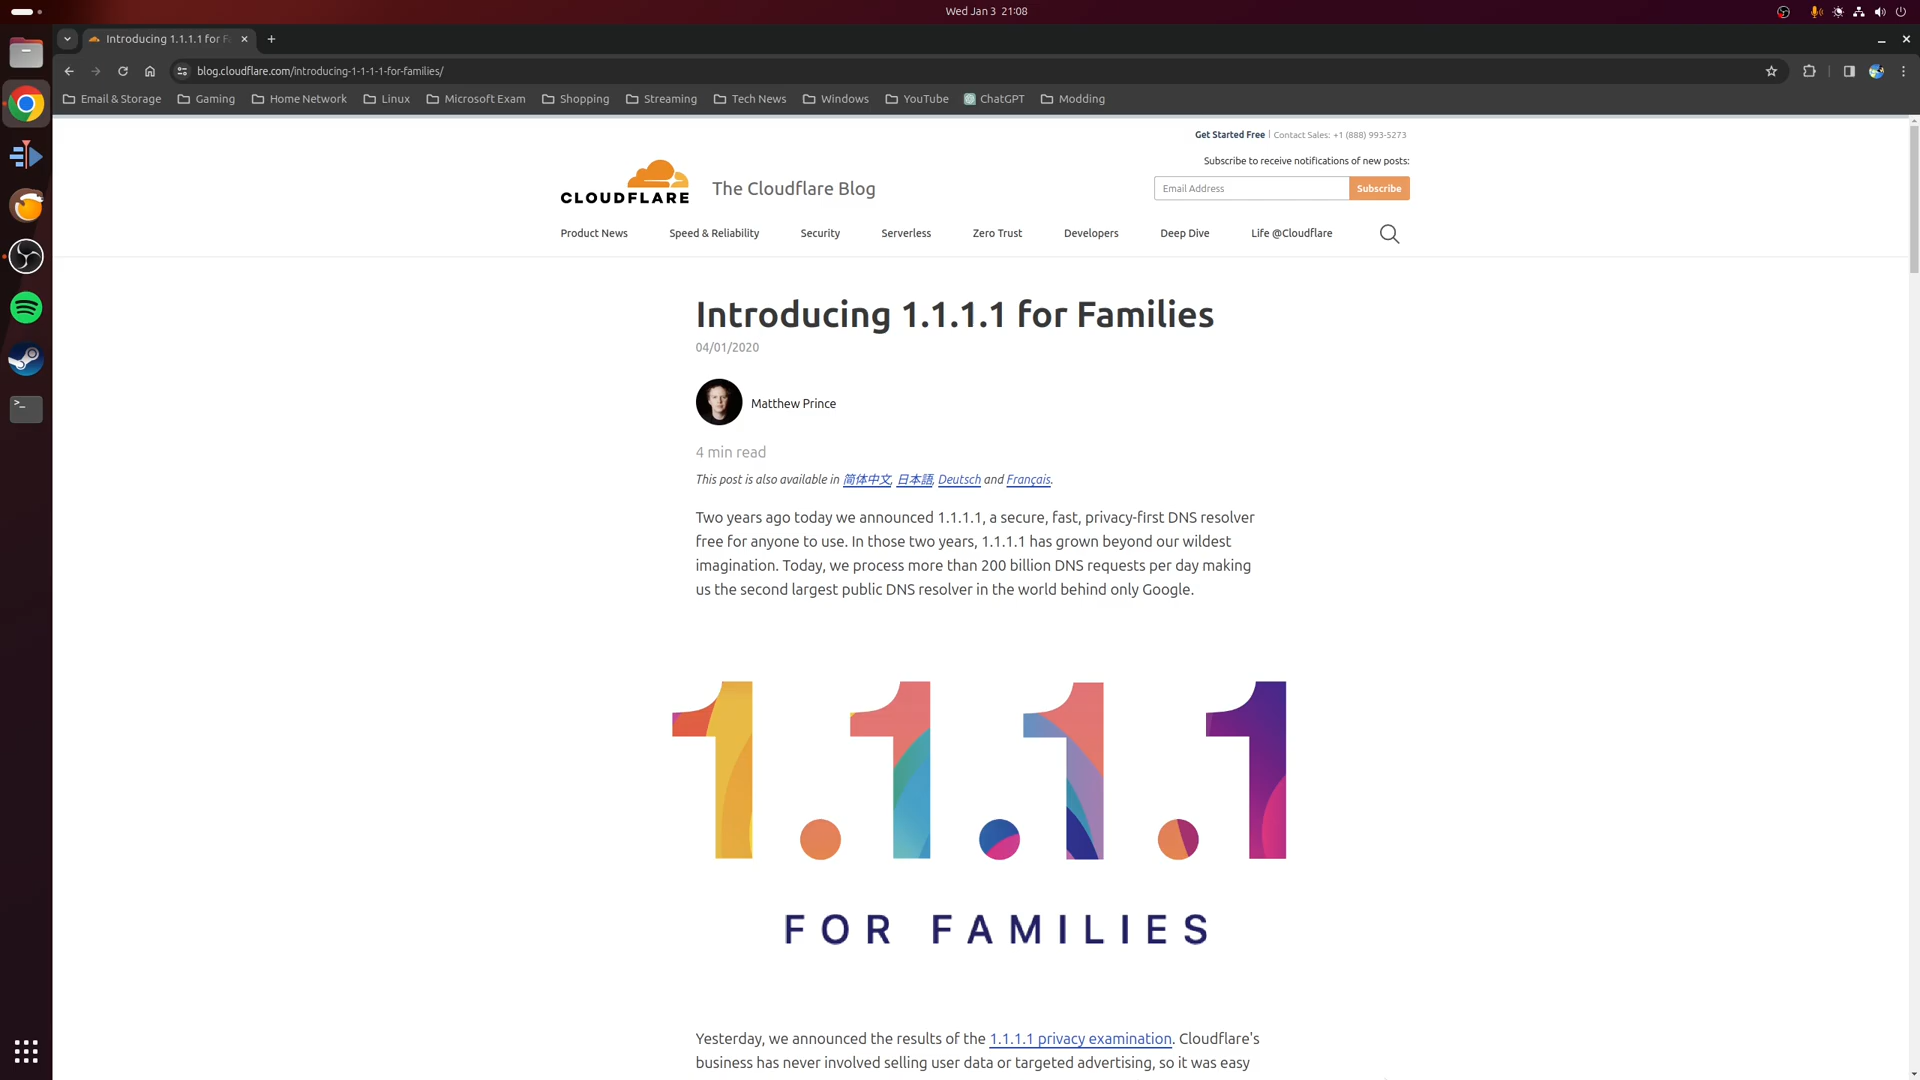 Wed Jan 3 21:08
Introducing 1.1.1.1 for F
blog.cloudflare.com/introducing-1-1-1-1-for-families/
Email & Storage Gaming Home Network Linux Microsoft Exam Shopping Streaming Tech News Windows YouTube ChatGPT Modding
Get Started Free | Contact Sales: +1 (888) 993-5273
Subscribe to receive notifications of new posts:
CLOUDFLARE The Cloudflare Blog
Email Address Subscribe
Product News Speed & Reliability Security Serverless Zero Trust Developers Deep Dive Life @Cloudflare
Introducing 1.1.1.1 for Families
04/01/2020
Matthew Prince
4 min read
This post is also available in 简体中文, 日本語, Deutsch and Français.
Two years ago today we announced 1.1.1.1, a secure, fast, privacy-first DNS resolver
free for anyone to use. In those two years, 1.1.1.1 has grown beyond our wildest
imagination. Today, we process more than 200 billion DNS requests per day making
us the second largest public DNS resolver in the world behind only Google.
1.1.1.1
FOR FAMILIES
Yesterday, we announced the results of the 1.1.1.1 privacy examination. Cloudflare's
business has never involved selling user data or targeted advertising, so it was easy